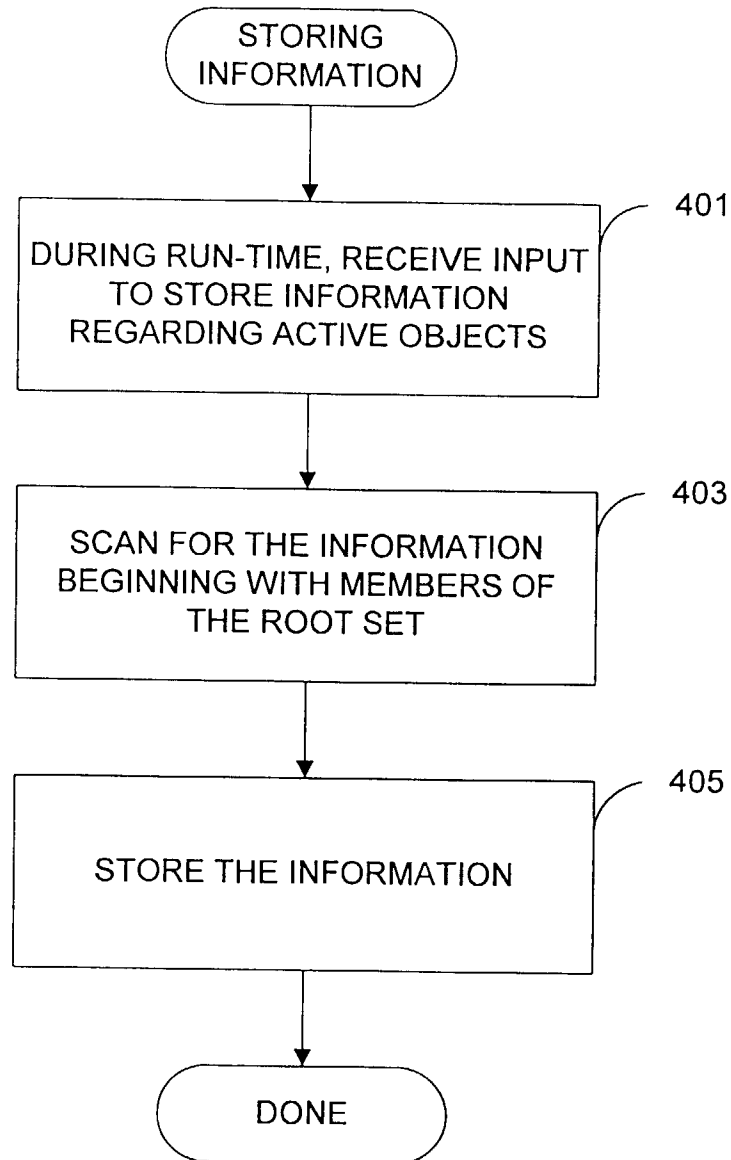 STORING
INFORMATION
401
DURING RUN-TIME, RECEIVE INPUT
TO STORE INFORMATION
REGARDING ACTIVE OBJECTS
403
SCAN FOR THE INFORMATION
BEGINNING WITH MEMBERS OF
THE ROOT SET
405
STORE THE INFORMATION
DONE